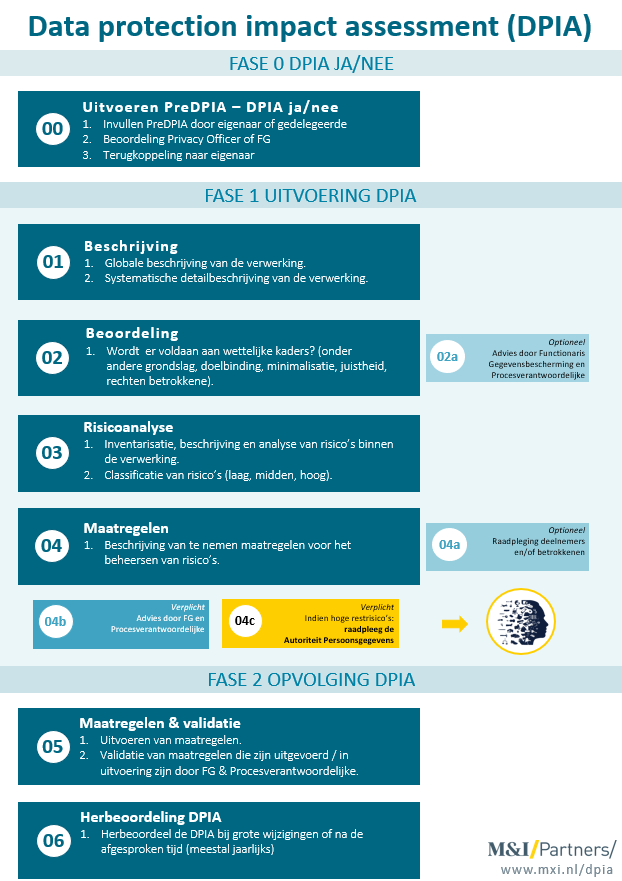 Data protection impact assessment (DPIA)
FASE 0 DPIA JA/NEE
00
Uitvoeren PreDPIA – DPIA ja/nee
1. Invullen PreDPIA door eigenaar of gedelegeerde
2. Beoordeling Privacy Officer of FG
3. Terugkoppeling naar eigenaar
FASE 1 UITVOERING DPIA
01
Beschrijving
1. Globale beschrijving van de verwerking.
2. Systematische detailbeschrijving van de verwerking.
02
Beoordeling
1. Wordt er voldaan aan wettelijke kaders? (onder
andere grondslag, doelbinding, minimalisatie, juistheid,
rechten betrokkene).
02a
Optioneel
Advies door Functionaris
Gegevensbescherming en
Procesverantwoordelijke
03
Risicoanalyse
1. Inventarisatie, beschrijving en analyse van risico's binnen
de verwerking.
2. Classificatie van risico's (laag, midden, hoog).
04
Maatregelen
1. Beschrijving van te nemen maatregelen voor het
beheersen van risico's.
04a
Optioneel
Raadpleging deelnemers
en/of betrokkenen
04b
Verplicht
Advies door FG en
Procesverantwoordelijke
04c
Verplicht
Indien hoge restrisico's:
raadpleeg de
Autoriteit Persoonsgegevens
FASE 2 OPVOLGING DPIA
05
Maatregelen & validatie
1. Uitvoeren van maatregelen.
2. Validatie van maatregelen die zijn uitgevoerd / in
uitvoering zijn door FG & Procesverantwoordelijke.
06
Herbeoordeling DPIA
1. Herbeoordeel de DPIA bij grote wijzigingen of na de
afgesproken tijd (meestal jaarlijks)
M&I/Partners/
www.mxi.nl/dpia